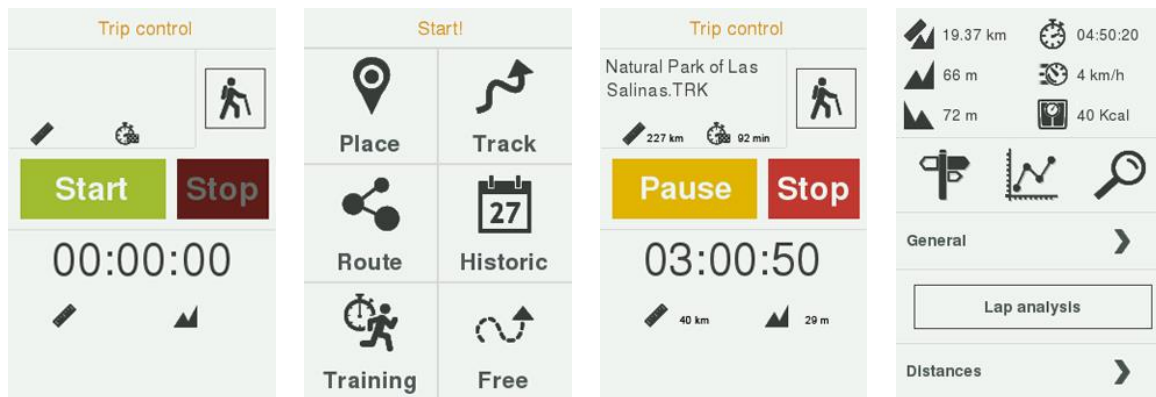 Trip control
Start
Stop
00:00:00
Start!
Place
Track
Route
27
Historic
Training
Free
Trip control
Natural Park of Las
Salinas.TRK
227 km
92 min
Pause
Stop
03:00:50
40 km
29 m
19.37 km
04:50:20
66 m
4 km/h
72 m
40 Kcal
General
Lap analysis
Distances